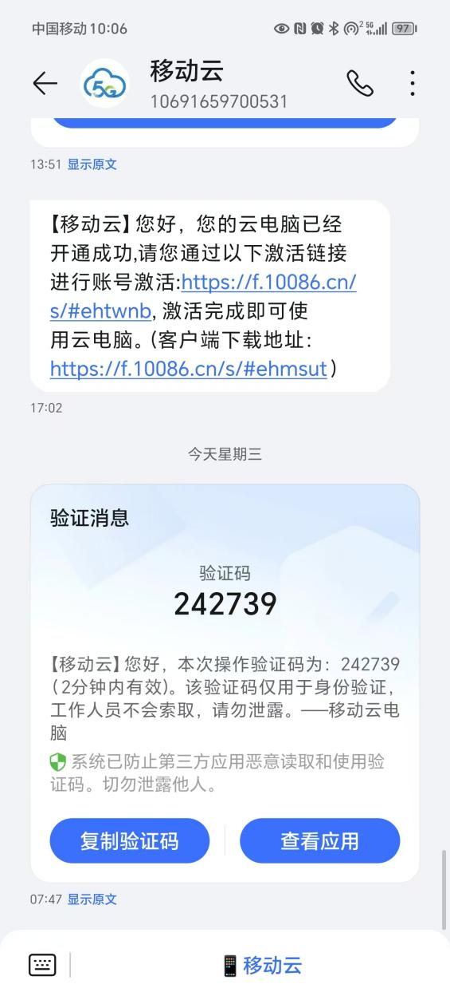 中国移动 10:06
2 5G 97
移动云
5G
10691659700531
13:51 显示原文
【移动云】您好，您的云电脑已经
开通成功,请您通过以下激活链接
进行账号激活:https://f.10086.cn/
s/#ehtwnb, 激活完成即可使
用云电脑。(客户端下载地址：
https://f.10086.cn/s/#ehmsut）
17:02
今天星期三
验证消息
验证码
242739
【移动云】您好，本次操作验证码为：242739
（2分钟内有效）。该验证码仅用于身份验证，
工作人员不会索取，请勿泄露。——移动云电
脑
系统已防止第三方应用恶意读取和使用验
证码。切勿泄露他人。
复制验证码
查看应用
07:47 显示原文
移动云